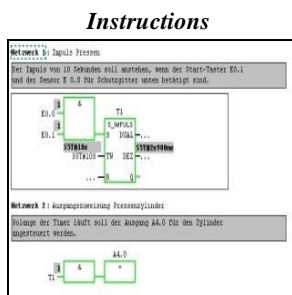 Instructions
Netzwerk 1: Impuls Pressen
Der Impuls von 10 Sekunden soll anstehen, wenn der Start-Taster E0.1
und der Sensor E 0.0 für Schutzgitter unten betätigt sind.
1
&
E0.0
1
E0.1
T1
S_IMPULS
S DUAL ...
S5T#10s
S5T#10S TW DEZ ...
... R Q
Netzwerk 2: Ausgangszuweisung Pressenzylinder
Solange der Timer läuft soll der Ausgang A4.0 für den Zylinder
angesteuert werden.
A4.0
1
& =
T1